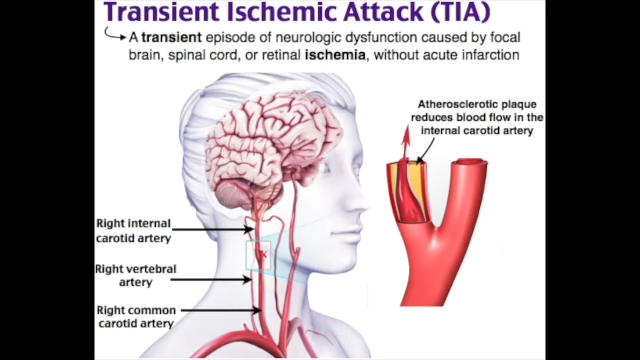 Transient Ischemic Attack (TIA)
A transient episode of neurologic dysfunction caused by focal
brain, spinal cord, or retinal ischemia, without acute infarction
Atherosclerotic plaque
reduces blood flow in the
internal carotid artery
Right internal
carotid artery
Right vertebral
artery
Right common
carotid artery